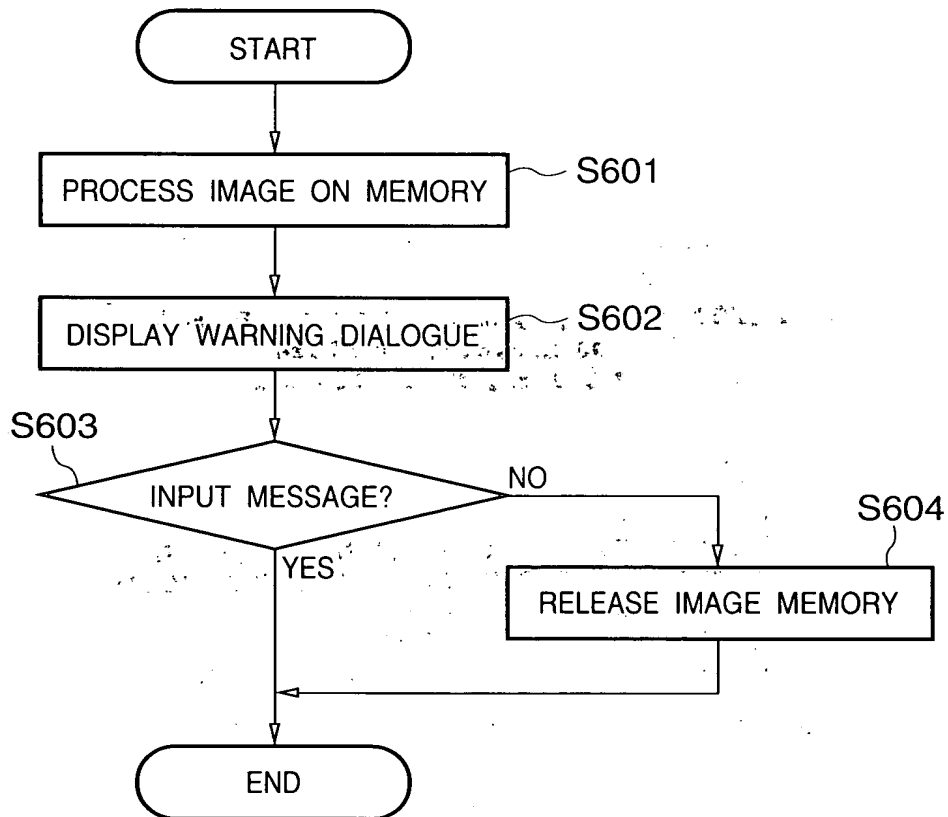 START
PROCESS IMAGE ON MEMORY
S601
DISPLAY WARNING DIALOGUE
S602
S603
INPUT MESSAGE?
NO
YES
S604
RELEASE IMAGE MEMORY
END